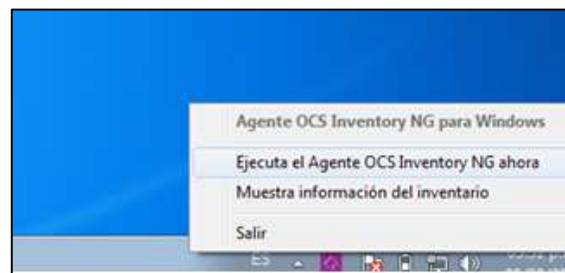 Agente OCS Inventory NG para Windows
Ejecuta el Agente OCS Inventory NG ahora
Muestra información del inventario
Salir
ES